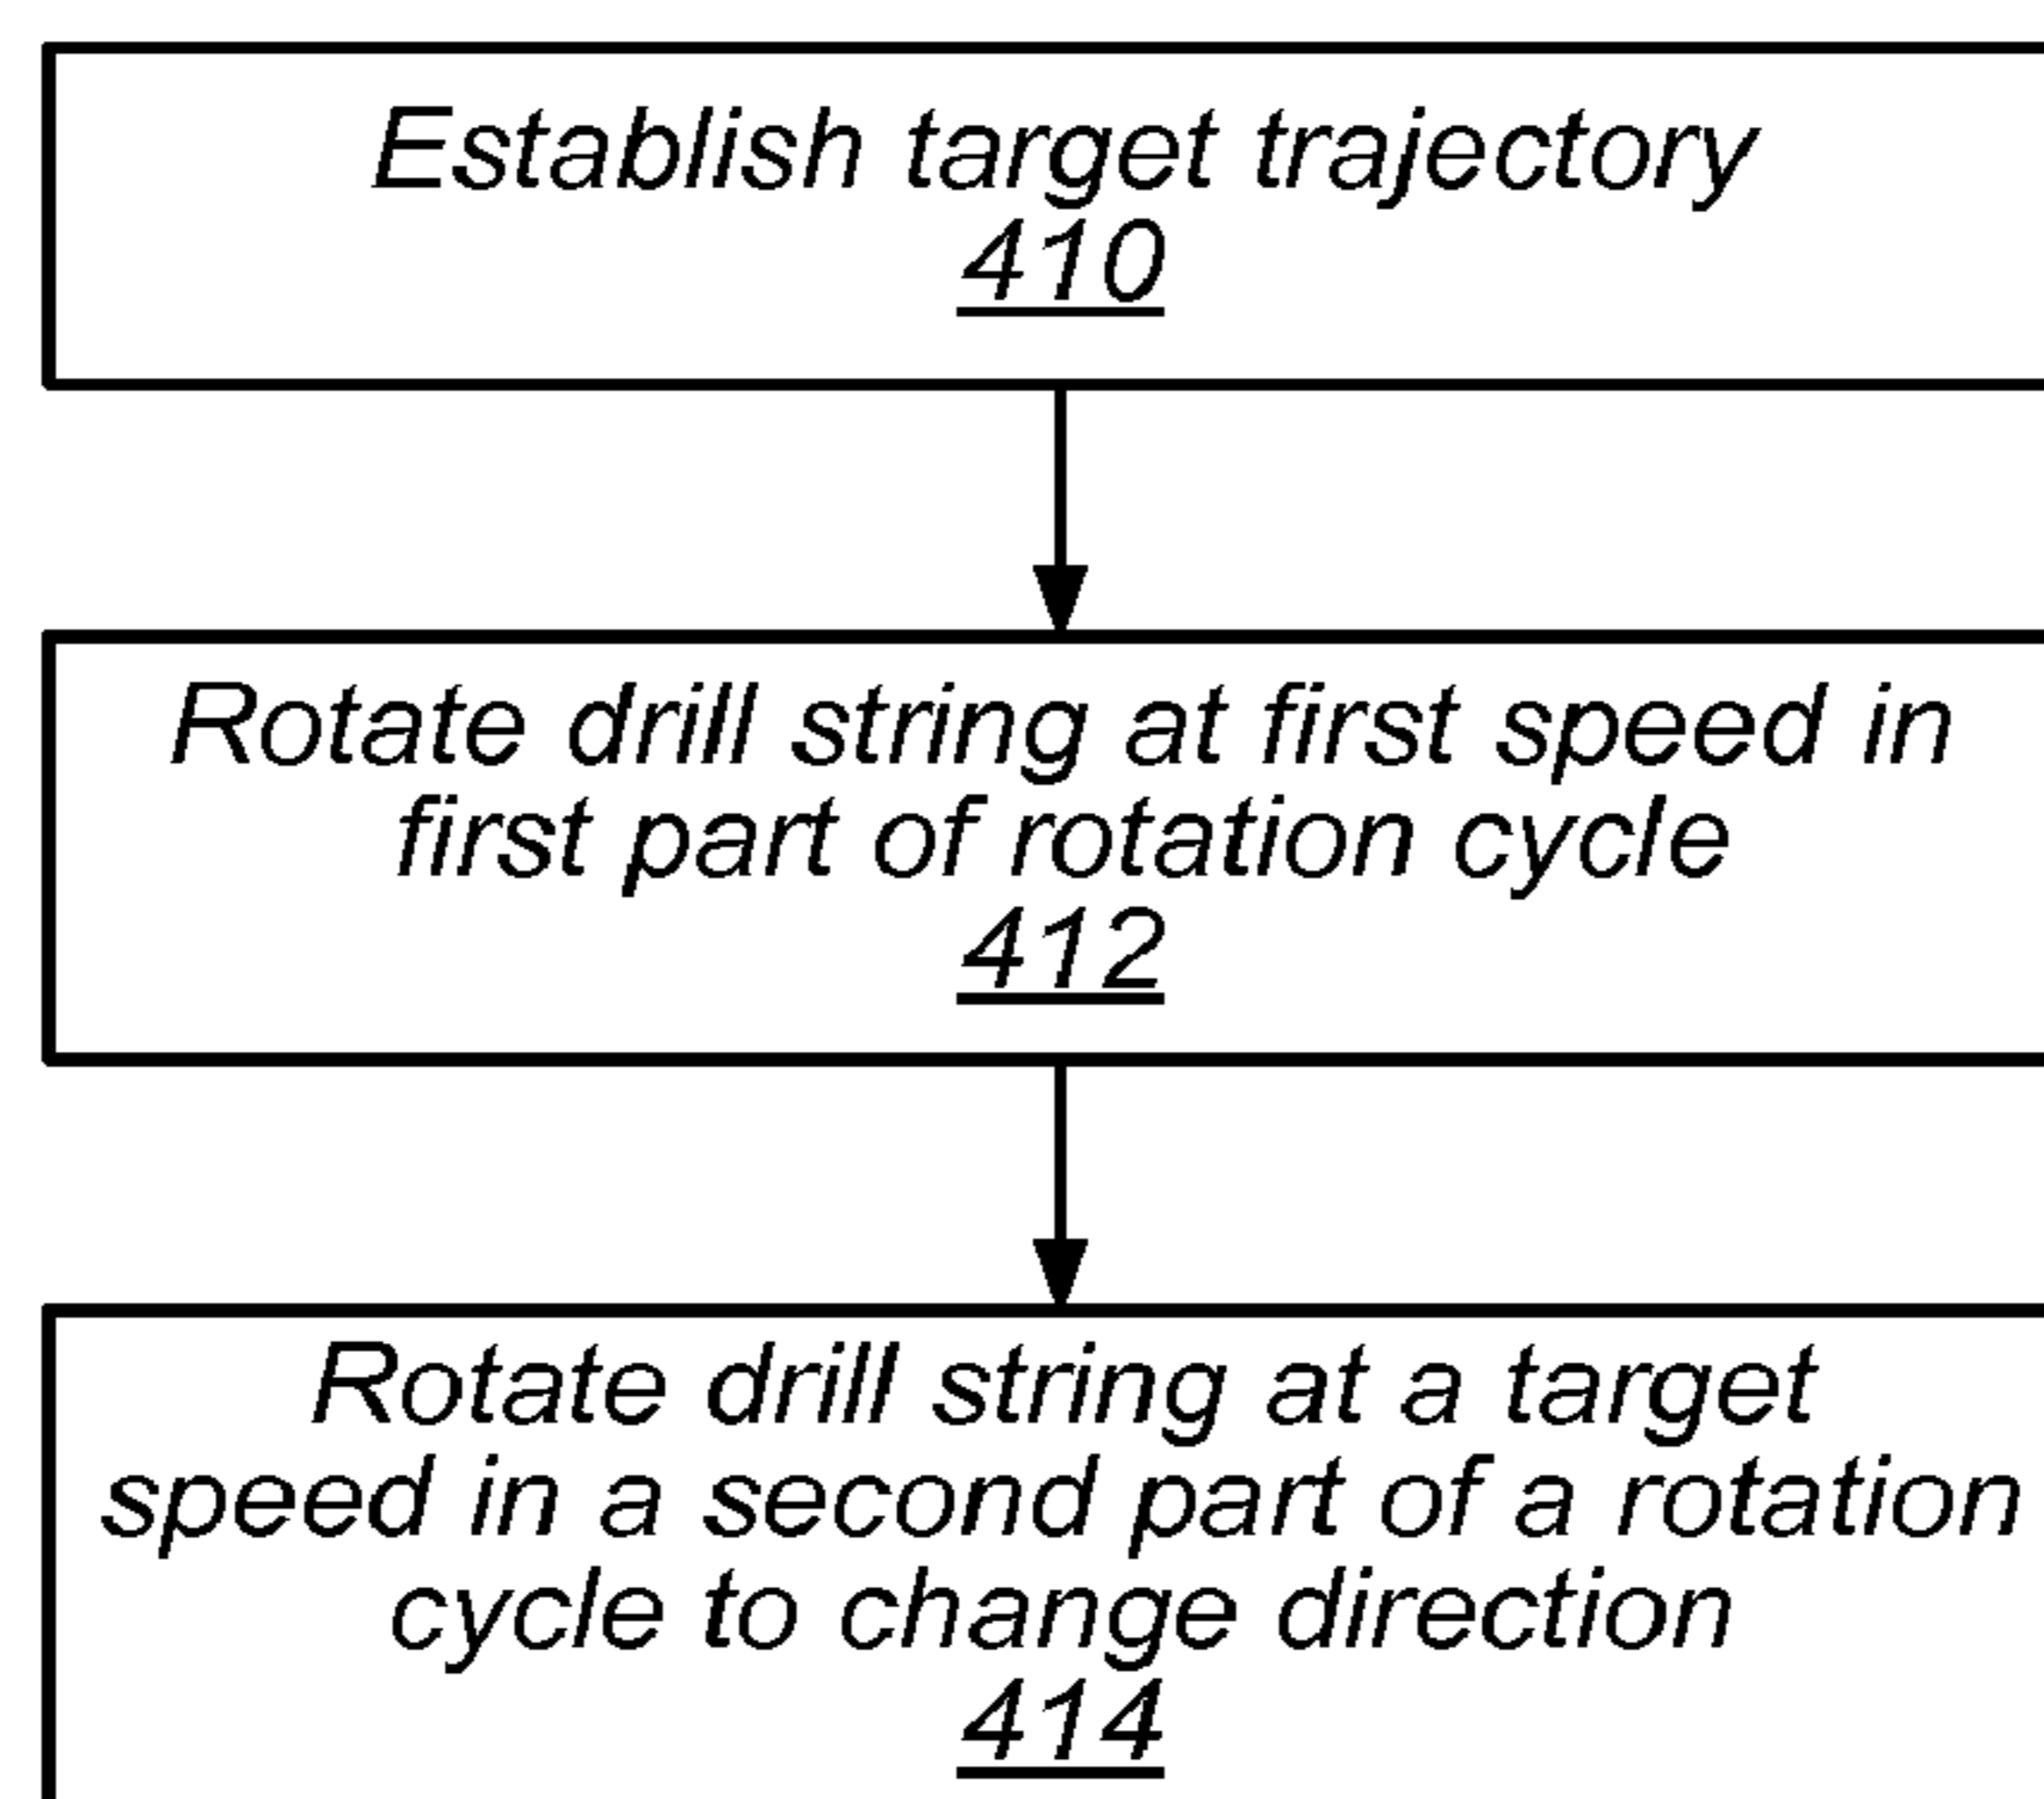 Establish target trajectory
410
Rotate drill string at first speed in
first part of rotation cycle
412
Rotate drill string at a target
speed in a second part of a rotation
cycle to change direction
414